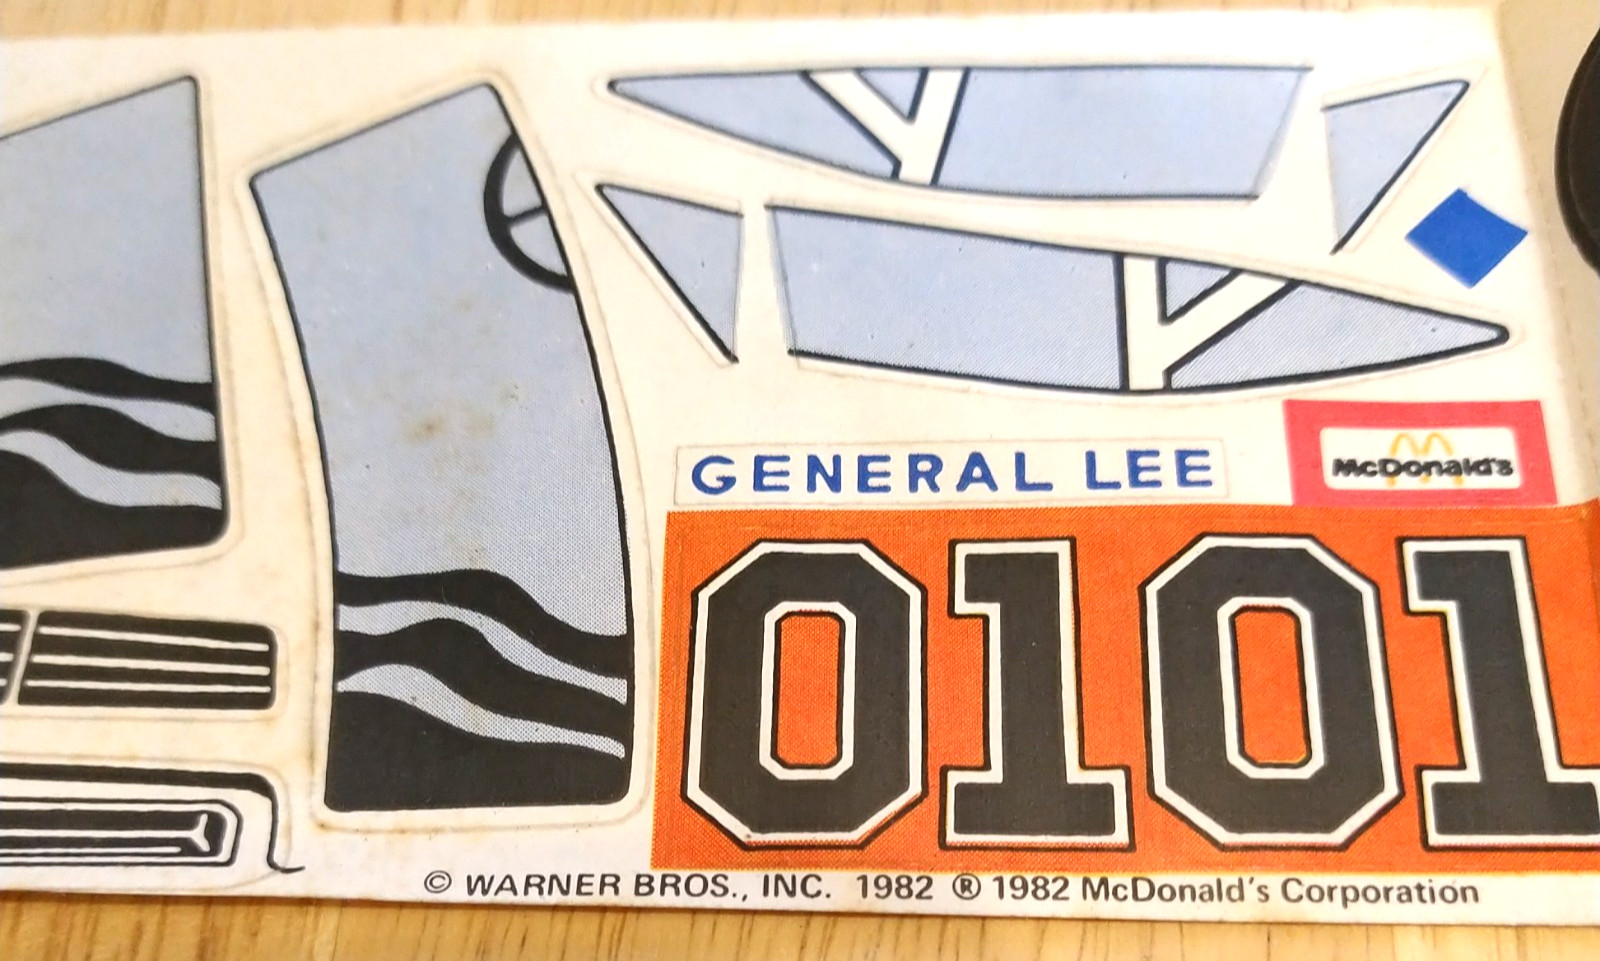 GENERAL LEE
McDonald's
0101
© WARNER BROS., INC. 1982 ® 1982 McDonald's Corporation